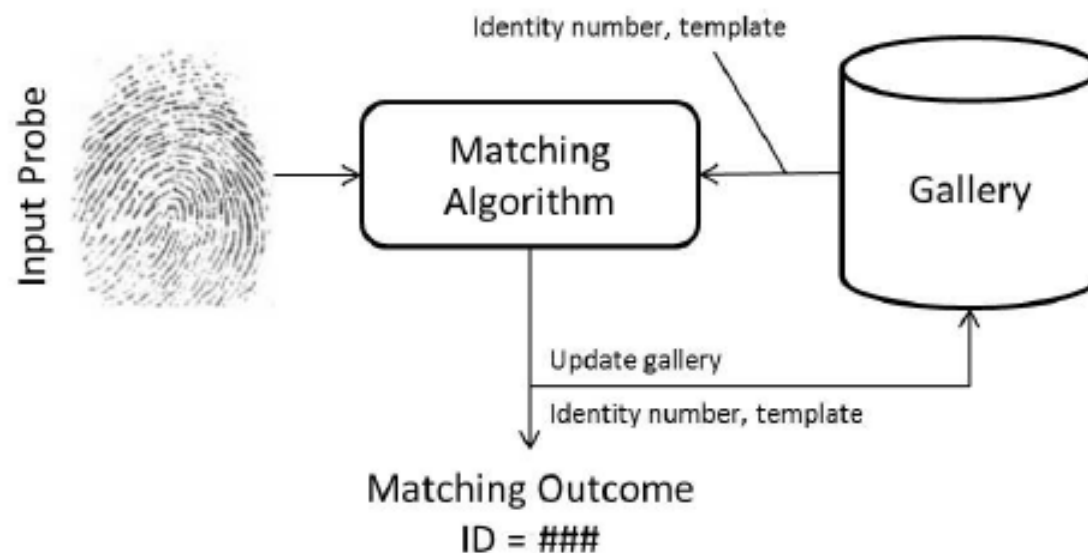 Identity number, template
Input Probe
Matching
Algorithm
Gallery
Update gallery
Identity number, template
Matching Outcome
ID = ###